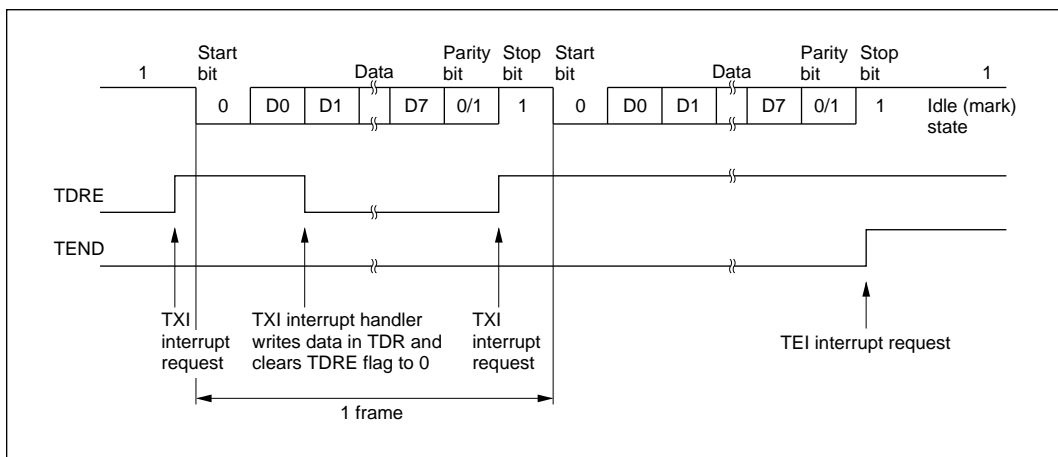 1
Start
bit
Data
Parity
bit
Stop
bit
Start
bit
Data
Parity
bit
Stop
bit
1
0 D0 D1 D7 0/1 1 0 D0 D1 D7 0/1 1
Idle (mark)
state
TDRE
TEND
TXI
interrupt
request
TXI interrupt handler
writes data in TDR and
clears TDRE flag to 0
TXI
interrupt
request
TEI interrupt request
1 frame